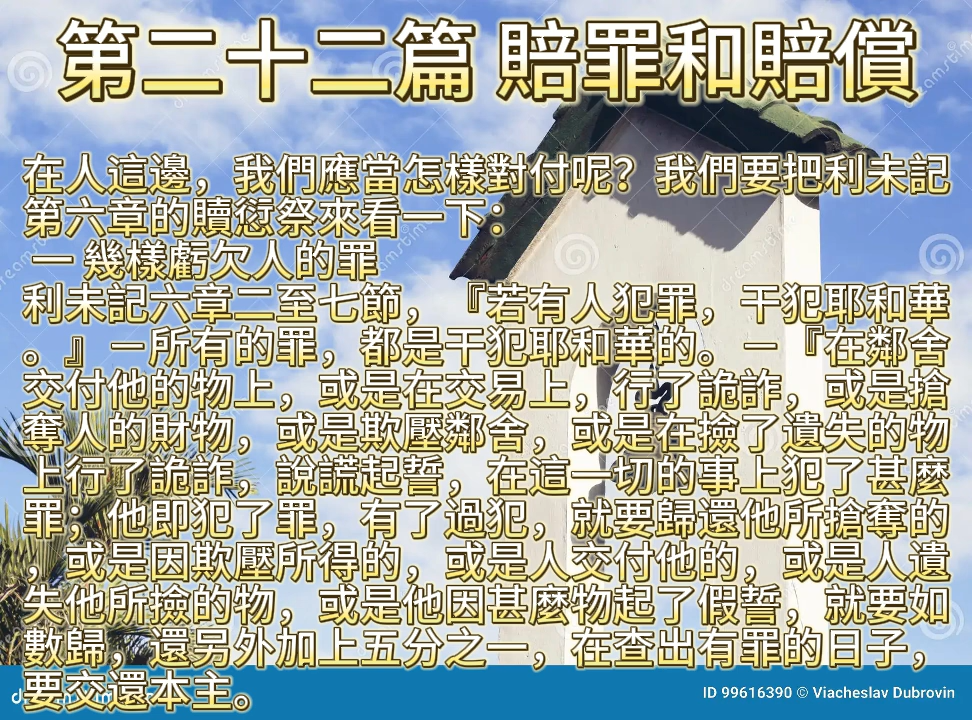 第二十二篇 賠罪和賠償
在人這邊，我們應當怎樣對付呢？我們要把利未記
第六章的贖愆祭來看一下：
一 幾樣虧欠人的罪
利未記六章二至七節，『若有人犯罪，干犯耶和華
。』－所有的罪，都是干犯耶和華的。－『在鄰舍
交付他的物上，或是在交易上，行了詭詐，或是搶
奪人的財物，或是欺壓鄰舍，或是在撿了遺失的物
上行了詭詐，說謊起誓，在這一切的事上犯了甚麼
罪；他即犯了罪，有了過犯，就要歸還他所搶奪的
，或是因欺壓所得的，或是人交付他的，或是人遺
失他所撿的物，或是他因甚麼物起了假誓，就要如
數歸，還另外加上五分之一，在查出有罪的日子，
要交還本主。
ID 99616390 © Viacheslav Dubrovin